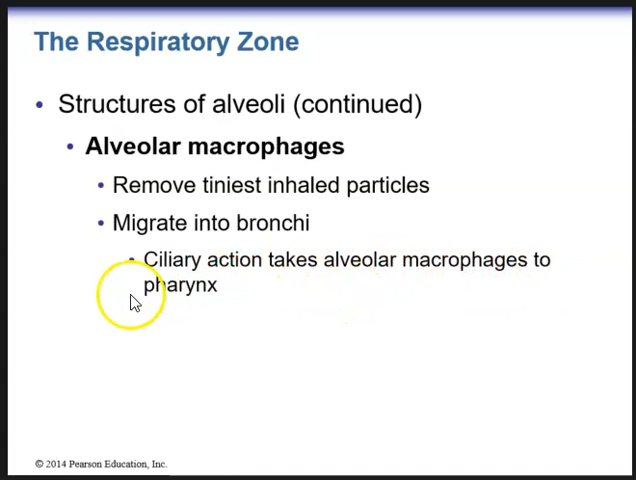 The Respiratory Zone
• Structures of alveoli (continued)
• Alveolar macrophages
• Remove tiniest inhaled particles
• Migrate into bronchi
• Ciliary action takes alveolar macrophages to
pharynx
© 2014 Pearson Education, Inc.